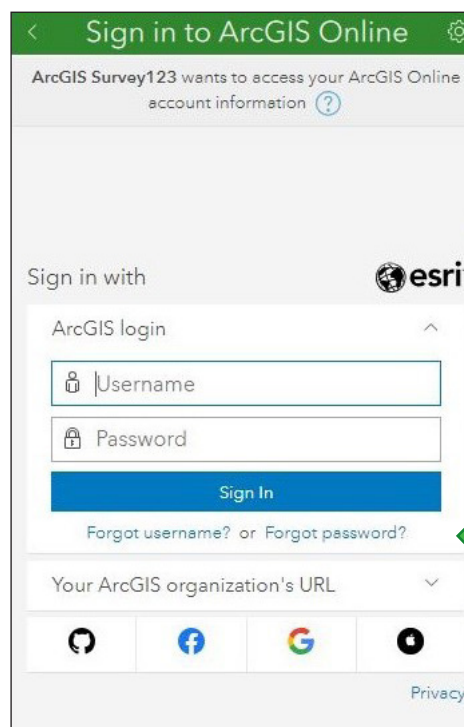 Sign in to ArcGIS Online
ArcGIS Survey123 wants to access your ArcGIS Online
account information ?
Sign in with
esri
ArcGIS login
Username
Password
Sign In
Forgot username? or Forgot password?
Your ArcGIS organization's URL
Privacy